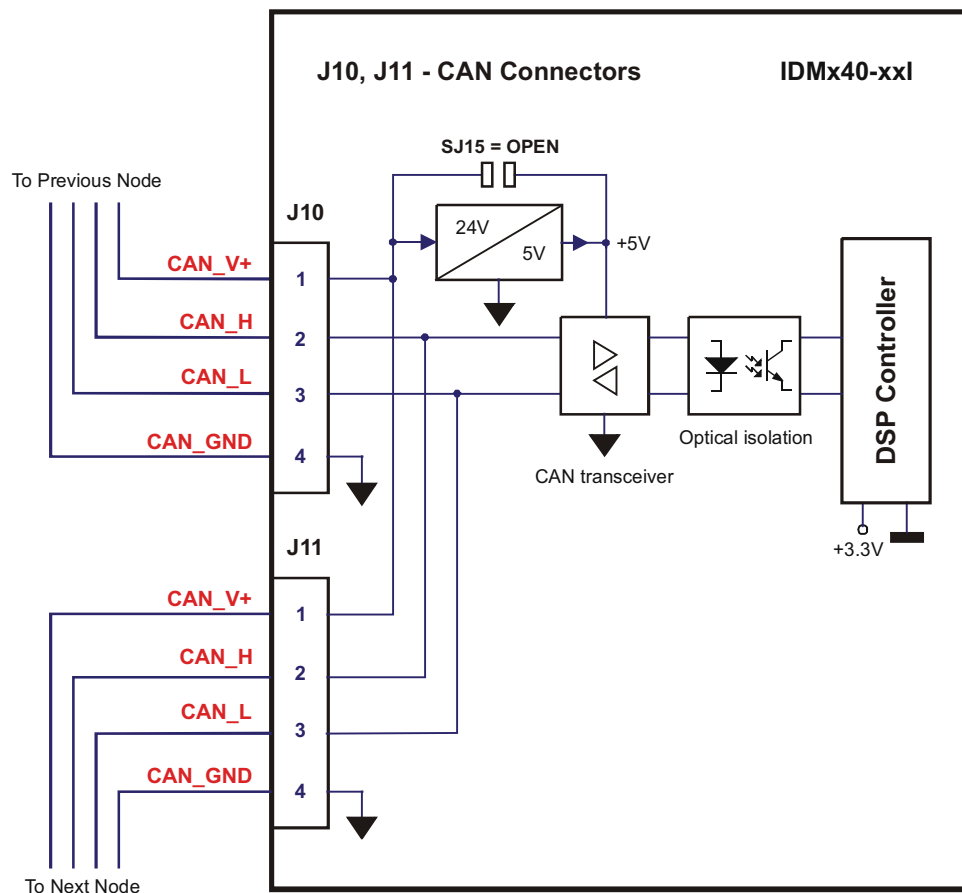 J10, J11 - CAN Connectors
IDMx40-xxI
SJ15 = OPEN
To Previous Node
J10
24V
5V
+5V
CAN_V+
1
CAN_H
2
CAN_L
3
CAN_GND
4
Optical isolation
CAN transceiver
DSP Controller
+3.3V
J11
CAN_V+
1
CAN_H
2
CAN_L
3
CAN_GND
4
To Next Node